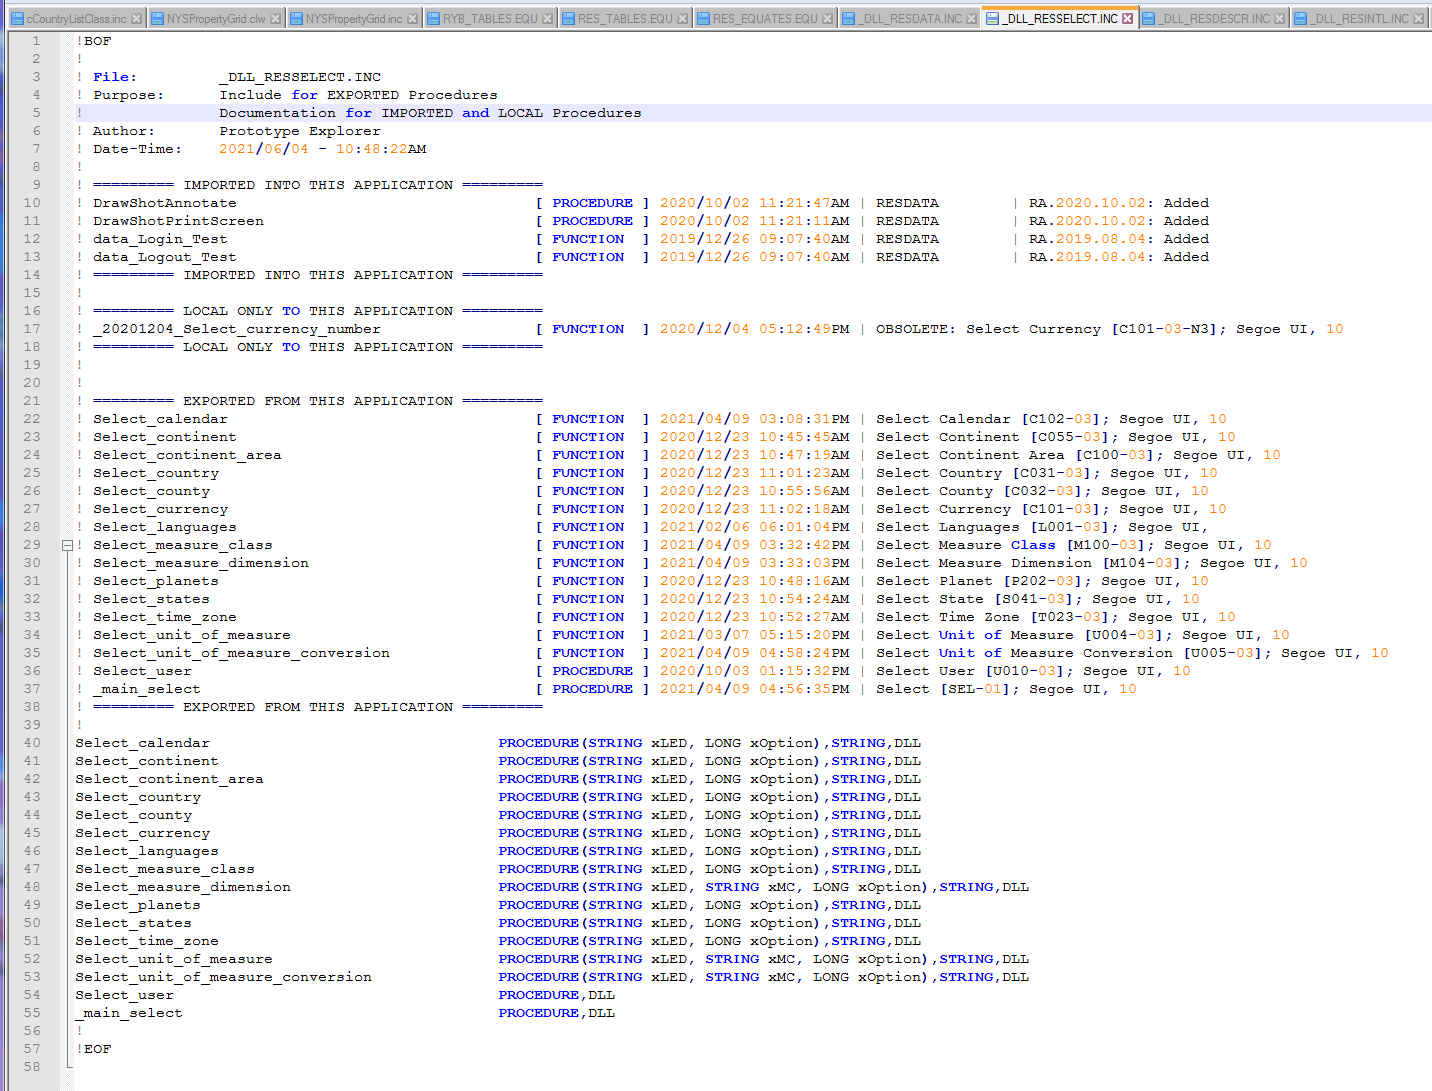 cCountryListClass.inc NYSPropertyGrid.clw NYSPropertyGrid.inc RYB_TABLES.EQU RES_TABLES.EQU RES_EQUATES.EQU _DLL_RESDATA.INC _DLL_RESSELECT.INC _DLL_RESDESCR.INC _DLL_RESINTL.INC
1 !BOF
2 !
3 ! File: _DLL_RESSELECT.INC
4 ! Purpose: Include for EXPORTED Procedures
5 ! Documentation for IMPORTED and LOCAL Procedures
6 ! Author: Prototype Explorer
7 ! Date-Time: 2021/06/04 - 10:48:22AM
8 !
9 ! ========= IMPORTED INTO THIS APPLICATION =========
10 ! DrawShotAnnotate [ PROCEDURE ] 2020/10/02 11:21:47AM | RESDATA | RA.2020.10.02: Added
11 ! DrawShotPrintScreen [ PROCEDURE ] 2020/10/02 11:21:11AM | RESDATA | RA.2020.10.02: Added
12 ! data_Login_Test [ FUNCTION ] 2019/12/26 09:07:40AM | RESDATA | RA.2019.08.04: Added
13 ! data_Logout_Test [ FUNCTION ] 2019/12/26 09:07:40AM | RESDATA | RA.2019.08.04: Added
14 ! ========= IMPORTED INTO THIS APPLICATION =========
15 !
16 ! ========= LOCAL ONLY TO THIS APPLICATION =========
17 ! _20201204_Select_currency_number [ FUNCTION ] 2020/12/04 05:12:49PM | OBSOLETE: Select Currency [C101-03-N3]; Segoe UI, 10
18 ! ========= LOCAL ONLY TO THIS APPLICATION =========
19 !
20 !
21 ! ========= EXPORTED FROM THIS APPLICATION =========
22 ! Select_calendar [ FUNCTION ] 2021/04/09 03:08:31PM | Select Calendar [C102-03]; Segoe UI, 10
23 ! Select_continent [ FUNCTION ] 2020/12/23 10:45:45AM | Select Continent [C055-03]; Segoe UI, 10
24 ! Select_continent_area [ FUNCTION ] 2020/12/23 10:47:19AM | Select Continent Area [C100-03]; Segoe UI, 10
25 ! Select_country [ FUNCTION ] 2020/12/23 11:01:23AM | Select Country [C031-03]; Segoe UI, 10
26 ! Select_county [ FUNCTION ] 2020/12/23 10:55:56AM | Select County [C032-03]; Segoe UI, 10
27 ! Select_currency [ FUNCTION ] 2020/12/23 11:02:18AM | Select Currency [C101-03]; Segoe UI, 10
28 ! Select_languages [ FUNCTION ] 2021/02/06 06:01:04PM | Select Languages [L001-03]; Segoe UI,
29 ! Select_measure_class [ FUNCTION ] 2021/04/09 03:32:42PM | Select Measure Class [M100-03]; Segoe UI, 10
30 ! Select_measure_dimension [ FUNCTION ] 2021/04/09 03:33:03PM | Select Measure Dimension [M104-03]; Segoe UI, 10
31 ! Select_planets [ FUNCTION ] 2020/12/23 10:48:16AM | Select Planet [P202-03]; Segoe UI, 10
32 ! Select_states [ FUNCTION ] 2020/12/23 10:54:24AM | Select State [S041-03]; Segoe UI, 10
33 ! Select_time_zone [ FUNCTION ] 2020/12/23 10:52:27AM | Select Time Zone [T023-03]; Segoe UI, 10
34 ! Select_unit_of_measure [ FUNCTION ] 2021/03/07 05:15:20PM | Select Unit of Measure [U004-03]; Segoe UI, 10
35 ! Select_unit_of_measure_conversion [ FUNCTION ] 2021/04/09 04:58:24PM | Select Unit of Measure Conversion [U005-03]; Segoe UI, 10
36 ! Select_user [ PROCEDURE ] 2020/10/03 01:15:32PM | Select User [U010-03]; Segoe UI, 10
37 ! _main_select [ PROCEDURE ] 2021/04/09 04:56:35PM | Select [SEL-01]; Segoe UI, 10
38 ! ========= EXPORTED FROM THIS APPLICATION =========
39 !
40 Select_calendar PROCEDURE(STRING xLED, LONG xOption),STRING,DLL
41 Select_continent PROCEDURE(STRING xLED, LONG xOption),STRING,DLL
42 Select_continent_area PROCEDURE(STRING xLED, LONG xOption),STRING,DLL
43 Select_country PROCEDURE(STRING xLED, LONG xOption),STRING,DLL
44 Select_county PROCEDURE(STRING xLED, LONG xOption),STRING,DLL
45 Select_currency PROCEDURE(STRING xLED, LONG xOption),STRING,DLL
46 Select_languages PROCEDURE(STRING xLED, LONG xOption),STRING,DLL
47 Select_measure_class PROCEDURE(STRING xLED, LONG xOption),STRING,DLL
48 Select_measure_dimension PROCEDURE(STRING xLED, STRING xMC, LONG xOption),STRING,DLL
49 Select_planets PROCEDURE(STRING xLED, LONG xOption),STRING,DLL
50 Select_states PROCEDURE(STRING xLED, LONG xOption),STRING,DLL
51 Select_time_zone PROCEDURE(STRING xLED, LONG xOption),STRING,DLL
52 Select_unit_of_measure PROCEDURE(STRING xLED, STRING xMC, LONG xOption),STRING,DLL
53 Select_unit_of_measure_conversion PROCEDURE(STRING xLED, STRING xMC, LONG xOption),STRING,DLL
54 Select_user PROCEDURE,DLL
55 _main_select PROCEDURE,DLL
56 !
57 !EOF
58